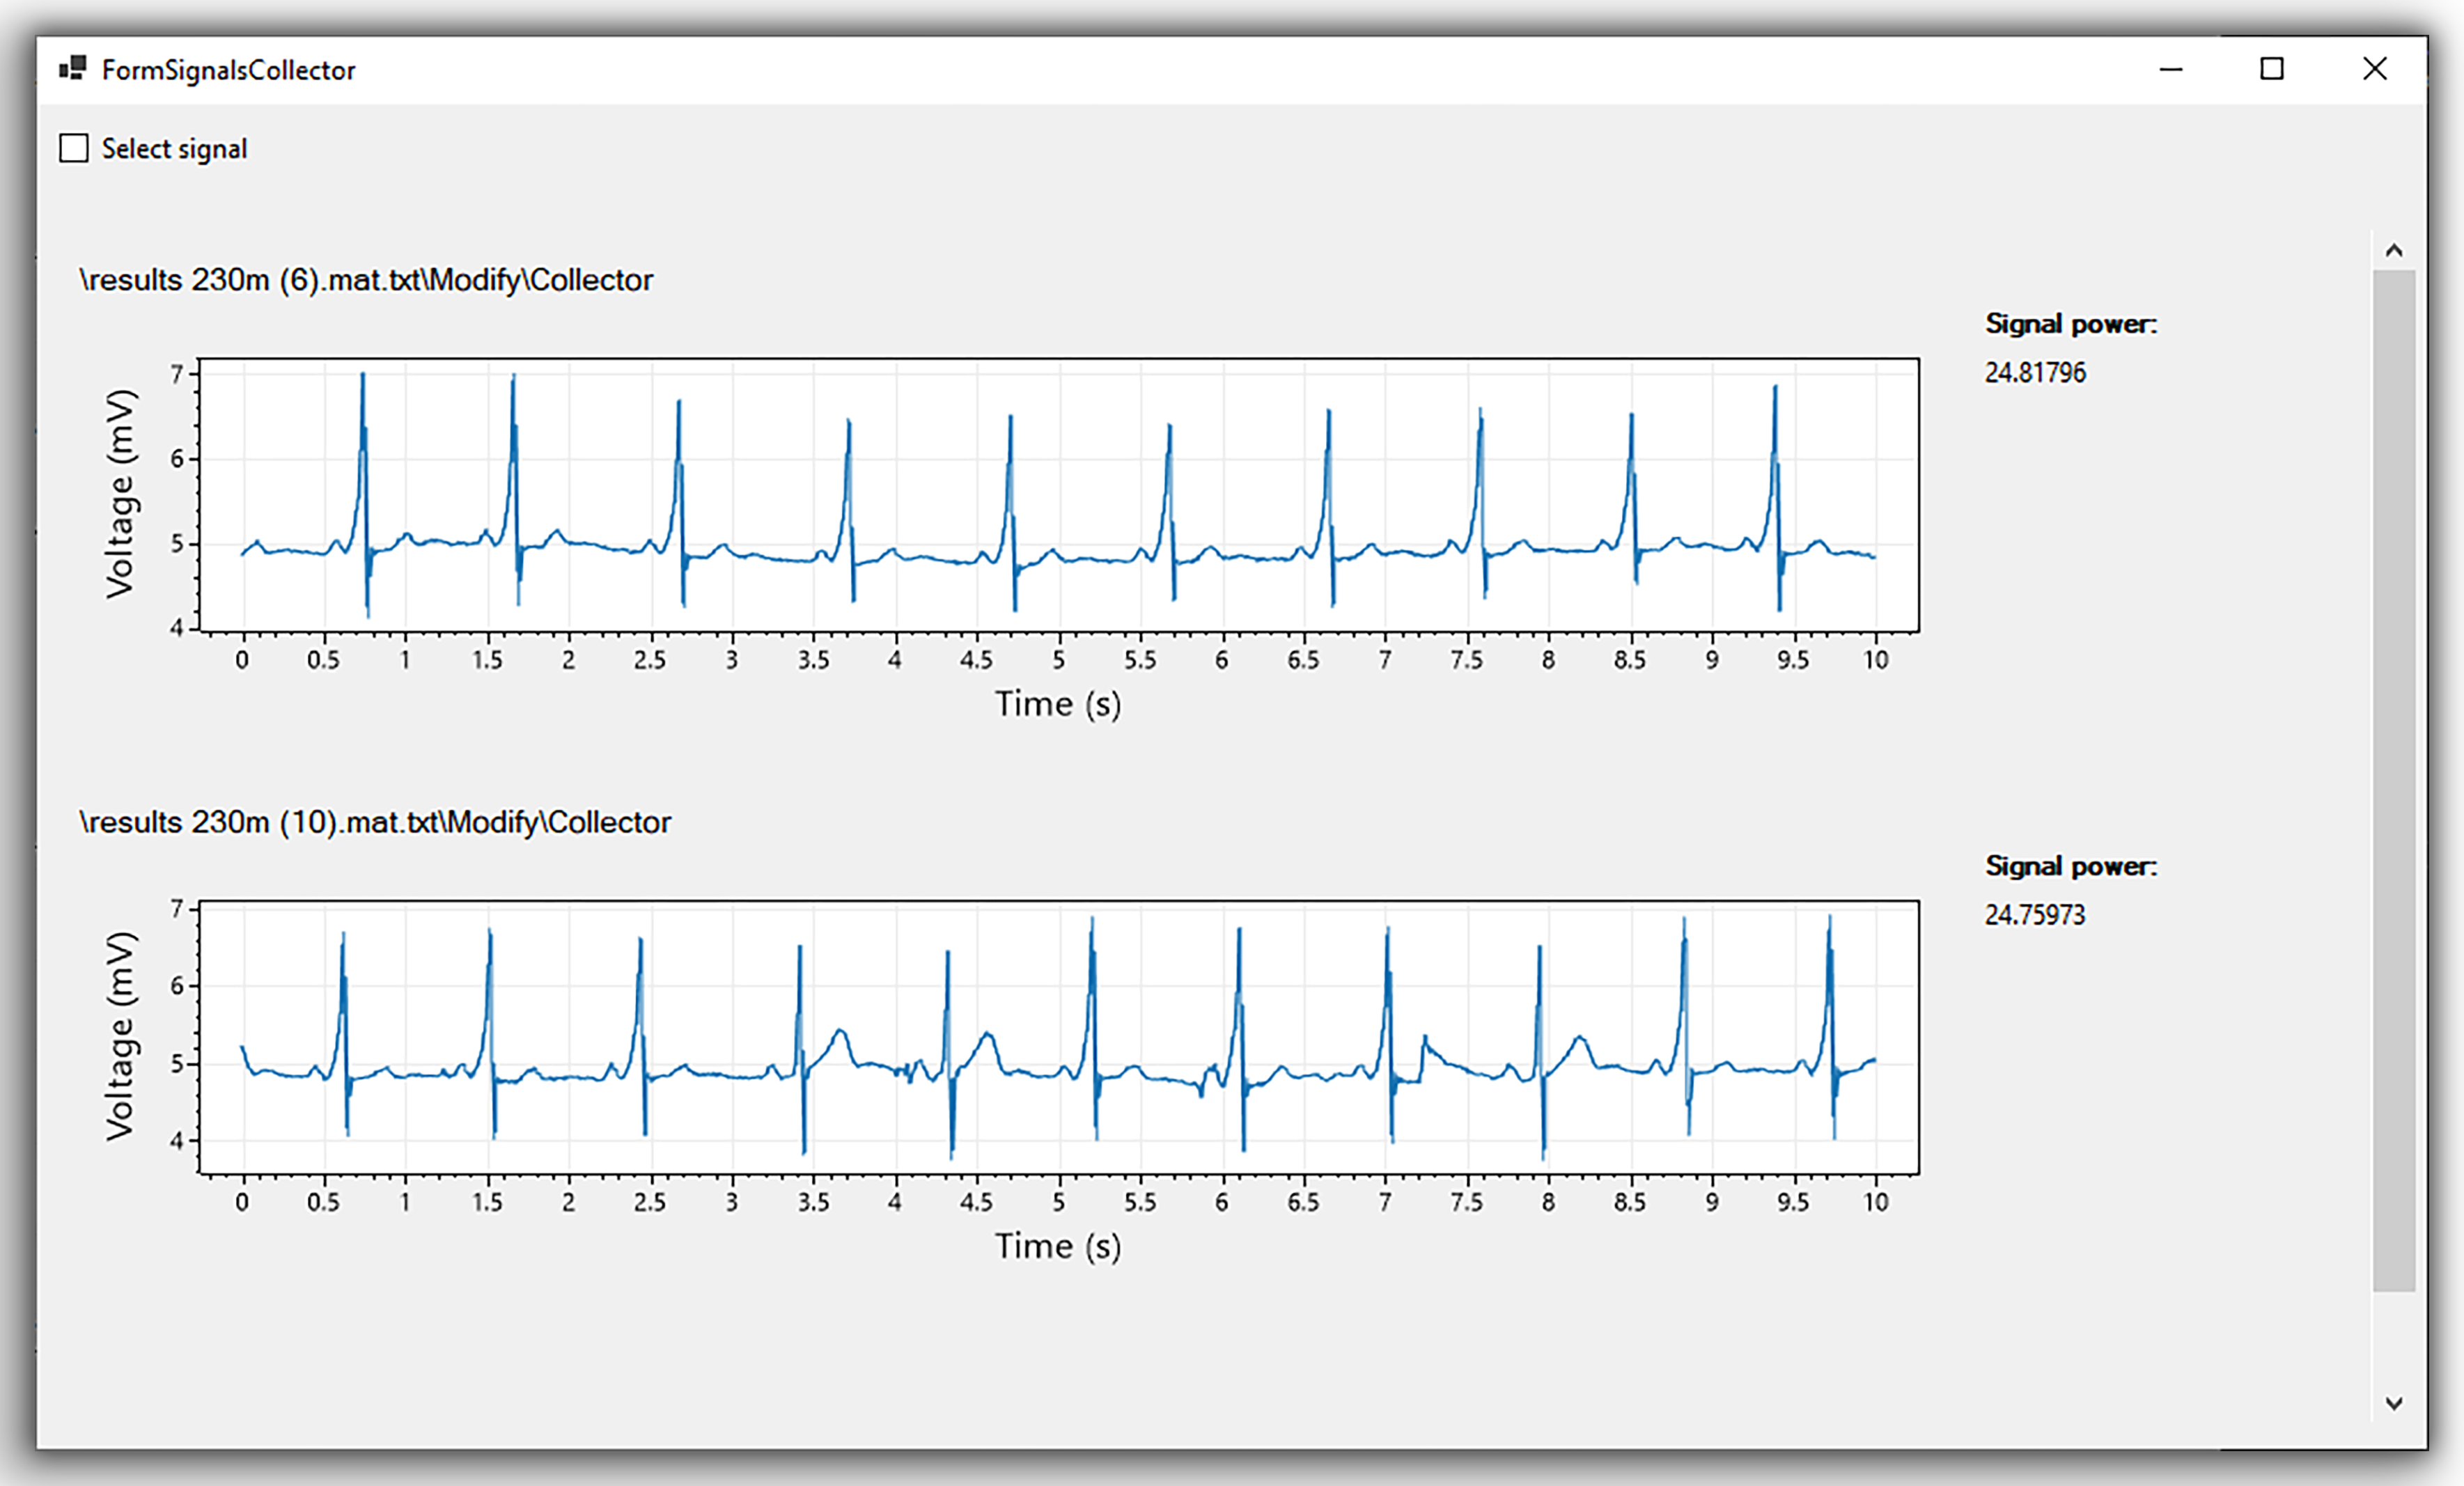 FormSignalsCollector
Select signal
\results 230m (6).mat.txt\Modify\Collector
Signal power:
24.81796
Voltage (mV)
7
6
5
4
0 0.5 1 1.5 2 2.5 3 3.5 4 4.5 5 5.5 6 6.5 7 7.5 8 8.5 9 9.5 10
Time (s)
\results 230m (10).mat.txt\Modify\Collector
Signal power:
24.75973
Voltage (mV)
7
6
5
4
0 0.5 1 1.5 2 2.5 3 3.5 4 4.5 5 5.5 6 6.5 7 7.5 8 8.5 9 9.5 10
Time (s)